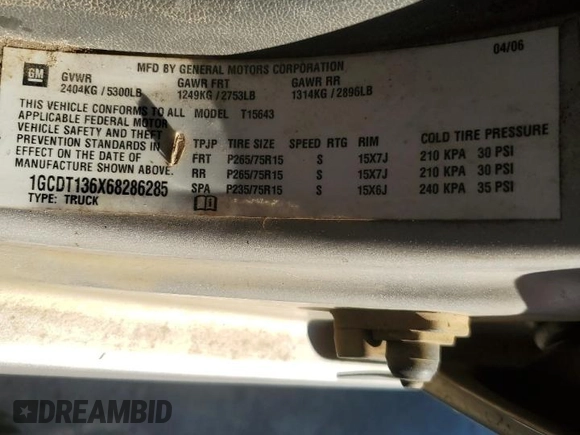 04/06
GM
MFD BY GENERAL MOTORS CORPORATION
GVWR GAWR FRT GAWR RR
2404KG / 5300LB 1249KG / 2753LB 1314KG / 2896LB
THIS VEHICLE CONFORMS TO ALL
APPLICABLE FEDERAL MOTOR
VEHICLE SAFETY AND THEFT
PREVENTION STANDARDS IN
EFFECT ON THE DATE OF
MANUFACTURE SHOWN ABOVE.
1GCDT136X68286285
TYPE: TRUCK
MODEL T15643
TPJP TIRE SIZE SPEED RTG RIM COLD TIRE PRESSURE
FRT P265/75R15 S 15X7J 210 KPA 30 PSI
RR P265/75R15 S 15X7J 210 KPA 30 PSI
SPA P235/75R15 S 15X6J 240 KPA 35 PSI
DREAMBID